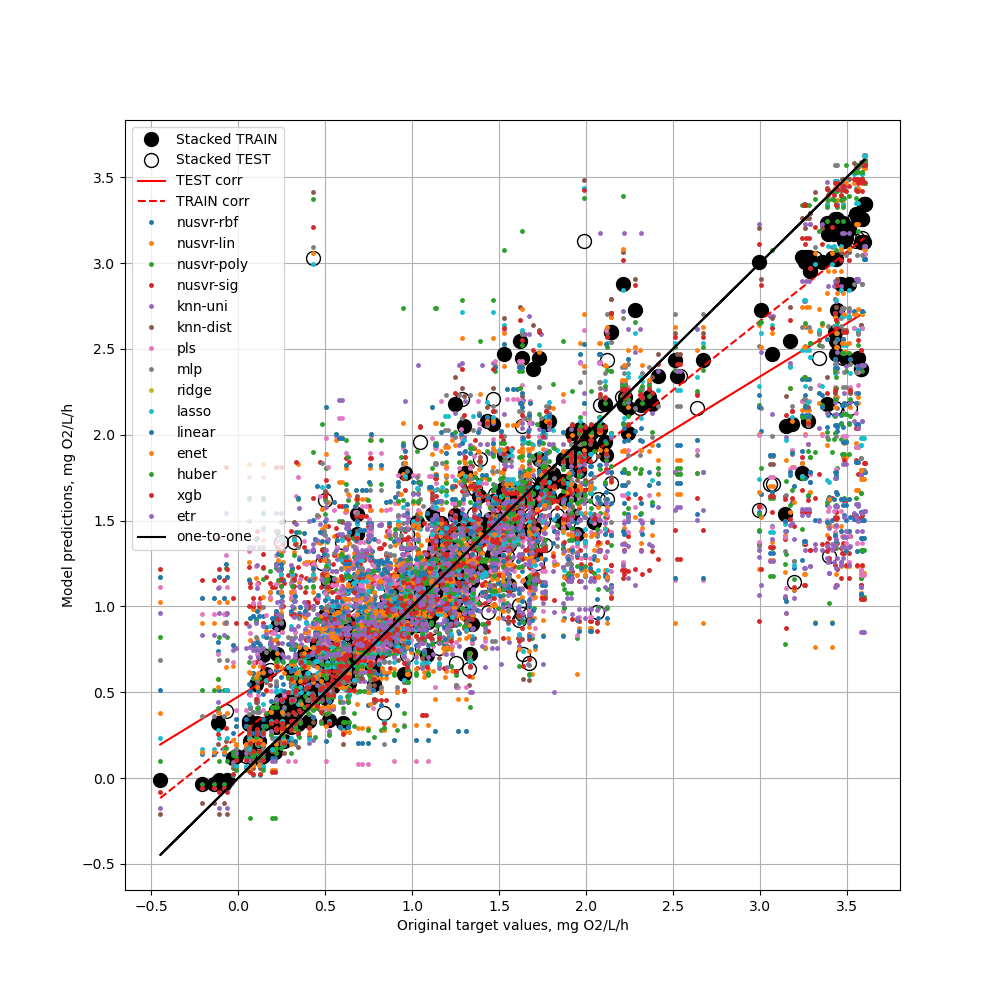 Stacked TRAIN
Stacked TEST
TEST corr
TRAIN corr
nusvr-rbf
nusvr-lin
nusvr-poly
nusvr-sig
knn-uni
knn-dist
pls
mlp
ridge
lasso
linear
enet
huber
xgb
etr
one-to-one
3.5
3.0
2.5
2.0
1.5
1.0
0.5
0.0
−0.5
Model predictions, mg O2/L/h
−0.5 0.0 0.5 1.0 1.5 2.0 2.5 3.0 3.5
Original target values, mg O2/L/h